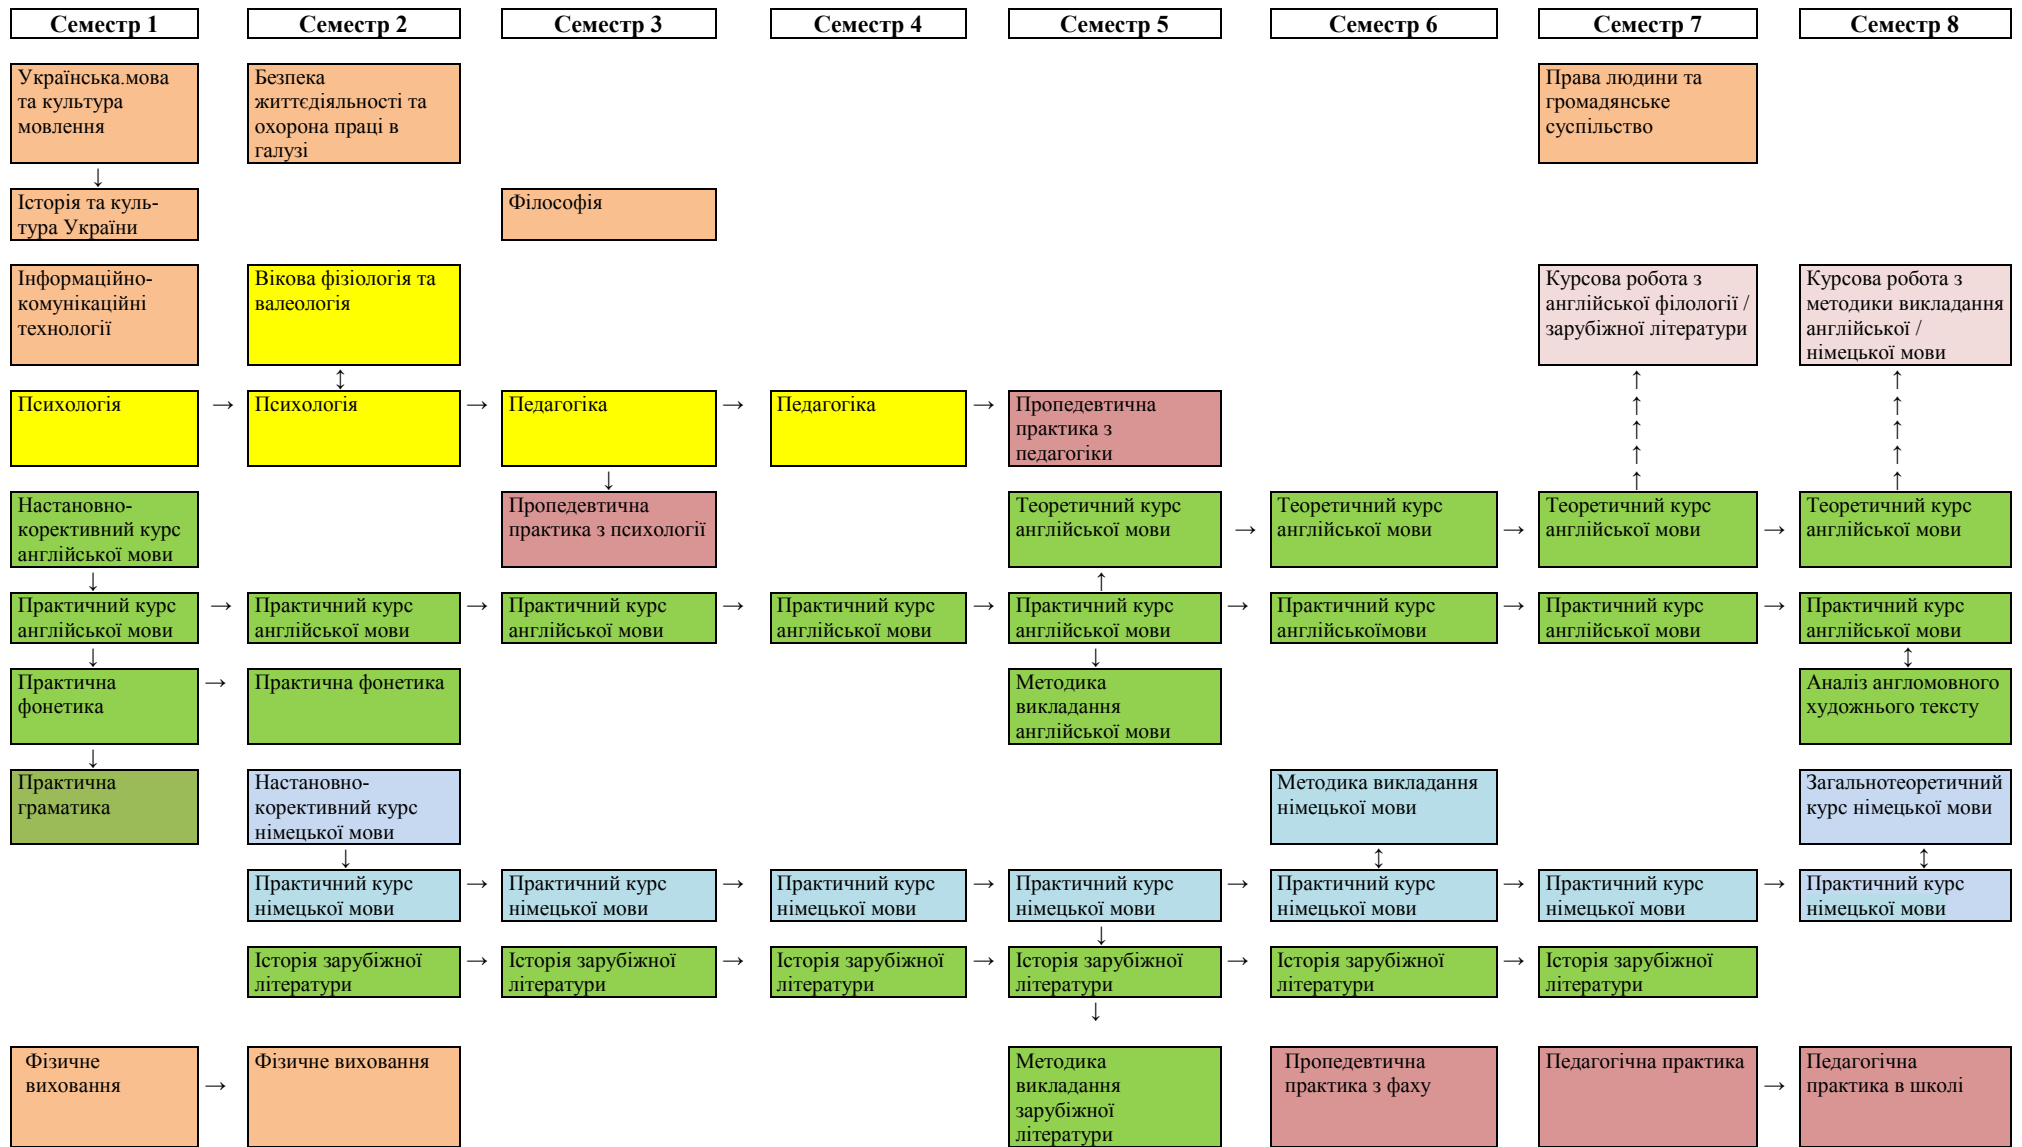 Семестр 1
Семестр 2
Семестр 3
Семестр 4
Семестр 5
Семестр 6
Семестр 7
Семестр 8
Українська.мова
та культура
мовлення
Безпека
життєдіяльності та
охорона праці в
галузі
Права людини та
громадянське
суспільство
↓
Історія та куль-
тура України
Філософія
Інформаційно-
комунікаційні
технології
Вікова фізіологія та
валеологія
Курсова робота з
англійської філології /
зарубіжної літератури
Курсова робота з
методики викладання
англійської /
німецької мови
↕
↑ ↑
Психологія
→
Психологія
→
Педагогіка
→
Педагогіка
→
Пропедевтична
практика з
педагогіки
↑ ↑
↑ ↑
↑ ↑
↓
↑ ↑
Настановно-
корективний курс
англійської мови
Пропедевтична
практика з психології
Теоретичний курс
англійської мови
→
Теоретичний курс
англійської мови
→
Теоретичний курс
англійської мови
→
Теоретичний курс
англійської мови
↓
↑
Практичний курс
англійської мови
→
Практичний курс
англійської мови
→
Практичний курс
англійської мови
→
Практичний курс
англійської мови
→
Практичний курс
англійської мови
→
Практичний курс
англійськоїмови
→
Практичний курс
англійської мови
→
Практичний курс
англійської мови
↓
↓
↕
Практична
фонетика
→
Практична фонетика
Методика
викладання
англійської мови
Аналіз англомовного
художнього тексту
↓
Практична
граматика
Настановно-
корективний курс
німецької мови
Методика викладання
німецької мови
Загальнотеоретичний
курс німецької мови
↓
↕
↕
Практичний курс
німецької мови
→
Практичний курс
німецької мови
→
Практичний курс
німецької мови
→
Практичний курс
німецької мови
→
Практичний курс
німецької мови
→
Практичний курс
німецької мови
→
Практичний курс
німецької мови
↓
Історія зарубіжної
літератури
→
Історія зарубіжної
літератури
→
Історія зарубіжної
літератури
→
Історія зарубіжної
літератури
→
Історія зарубіжної
літератури
→
Історія зарубіжної
літератури
↓
Фізичне
виховання
→
Фізичне виховання
Методика
викладання
зарубіжної
літератури
Пропедевтична
практика з фаху
Педагогічна практика
→
Педагогічна
практика в школі